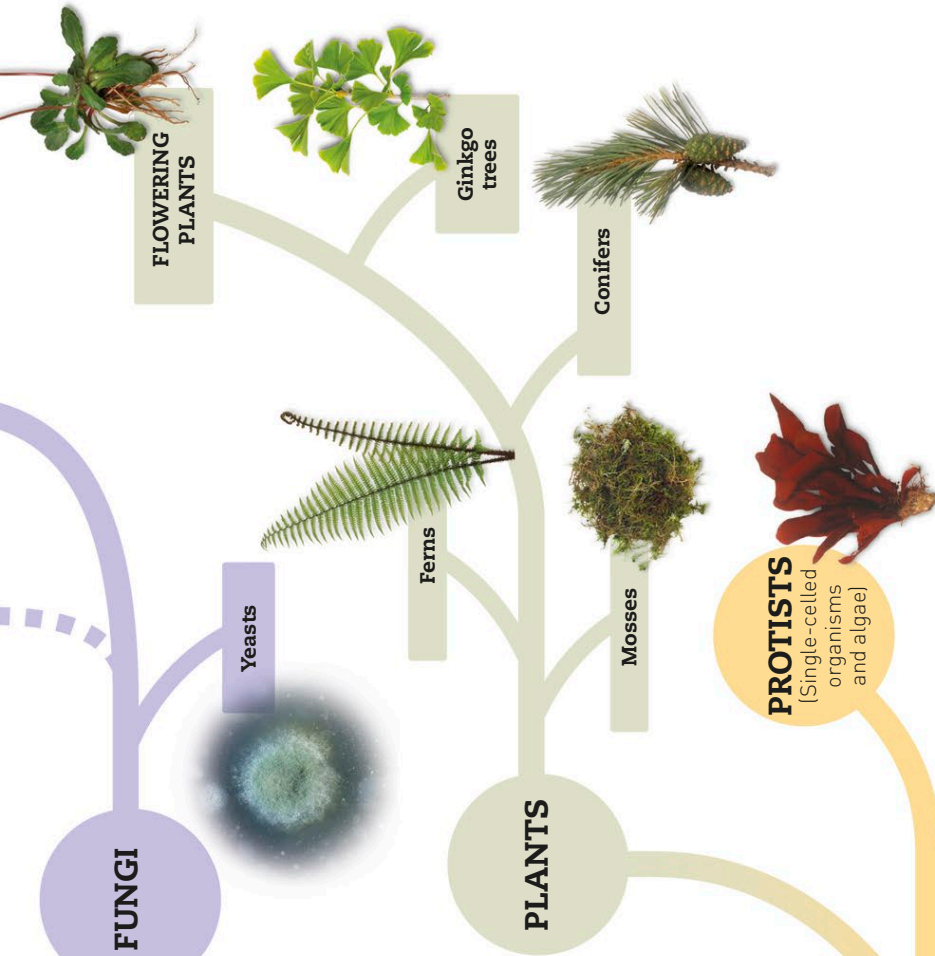 FLOWERING
PLANTS
Ginkgo
trees
Conifers
Ferns
Mosses
Yeasts
PROTISTS
(Single-celled
organisms
and algae)
FUNGI
PLANTS